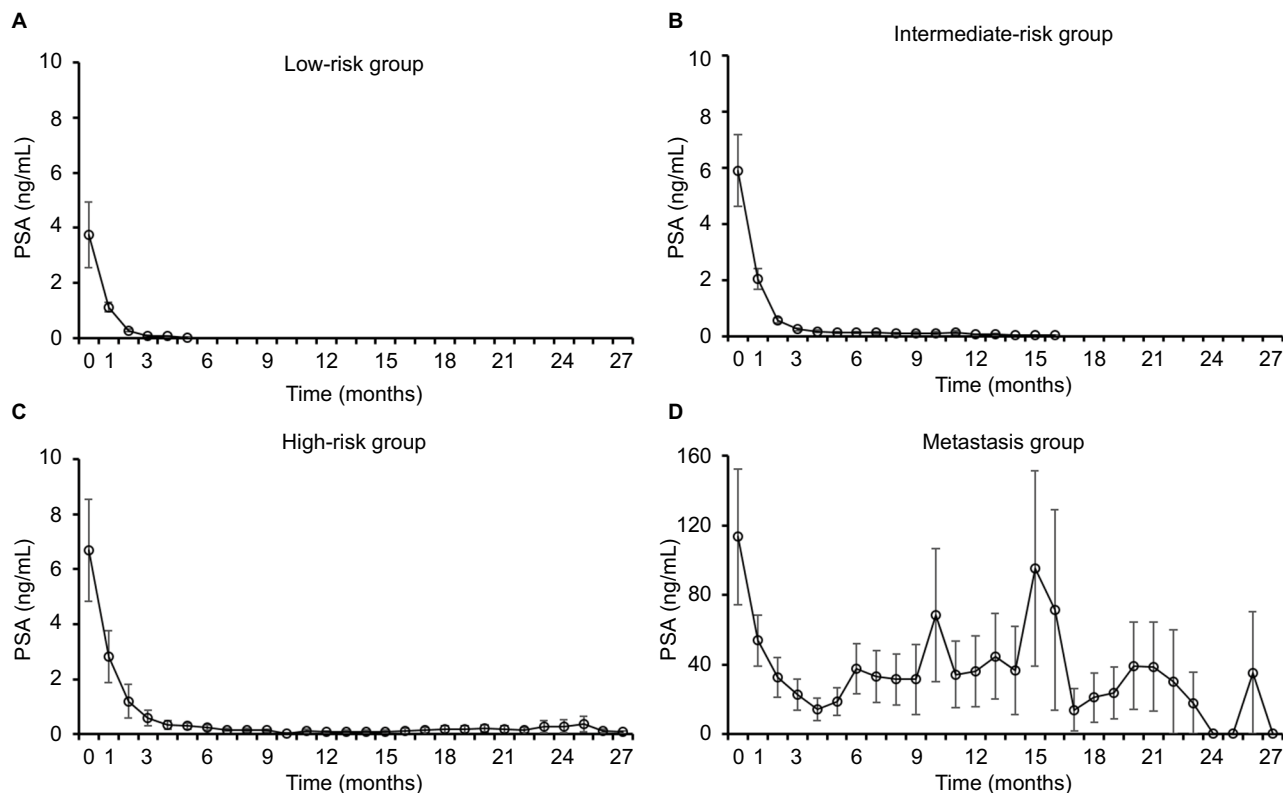 A
Low-risk group
10
8
6
4
2
0
PSA (ng/mL)
0 1 3 6 9 12 15 18 21 24 27
Time (months)
B
Intermediate-risk group
10
8
6
4
2
0
PSA (ng/mL)
0 1 3 6 9 12 15 18 21 24 27
Time (months)
C
High-risk group
10
8
6
4
2
0
PSA (ng/mL)
0 1 3 6 9 12 15 18 21 24 27
Time (months)
D
Metastasis group
160
120
80
40
0
PSA (ng/mL)
0 1 3 6 9 12 15 18 21 24 27
Time (months)